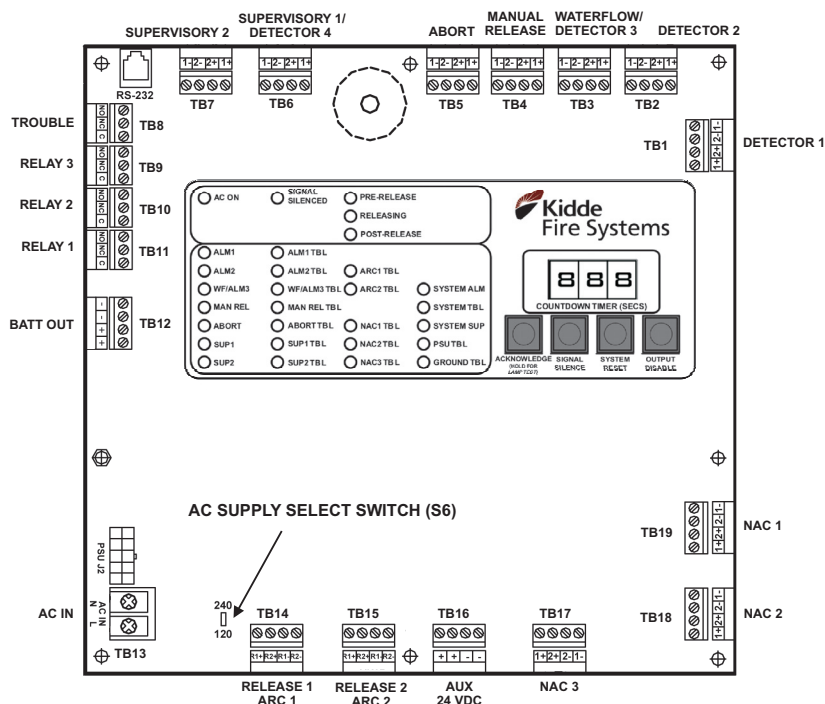 SUPERVISORY 2
SUPERVISORY 1/
DETECTOR 4
ABORT
MANUAL
RELEASE
WATERFLOW/
DETECTOR 3
DETECTOR 2
1- 2- 2+ 1+
1- 2- 2+ 1+
1- 2- 2+ 1+
1- 2- 2+ 1+
1- 2- 2+ 1+
1- 2- 2+ 1+
RS-232
TB7
TB6
TB5
TB4
TB3
TB2
TROUBLE
NO NC C
TB8
RELAY 3
NO NC C
TB9
RELAY 2
NO NC C
TB10
RELAY 1
NO NC C
TB11
BATT OUT
- - + +
TB12
TB1
1+ 2+ 2- 1-
DETECTOR 1
AC ON
SIGNAL
SILENCED
PRE-RELEASE
RELEASING
POST-RELEASE
ALM1
ALM1 TBL
ALM2
ALM2 TBL
ARC1 TBL
WF/ALM3
WF/ALM3 TBL
ARC2 TBL
SYSTEM ALM
MAN REL
MAN REL TBL
SYSTEM TBL
ABORT
ABORT TBL
NAC1 TBL
SYSTEM SUP
SUP1
SUP1 TBL
NAC2 TBL
PSU TBL
SUP2
SUP2 TBL
NAC3 TBL
GROUND TBL
Kidde
Fire Systems
888
COUNTDOWN TIMER (SECS)
ACKNOWLEDGE
(HOLD FOR
LAMP TEST)
SIGNAL
SILENCE
SYSTEM
RESET
OUTPUT
DISABLE
AC SUPPLY SELECT SWITCH (S6)
240
120
PSU J2
AC IN
AC IN
N L
TB13
TB19
1+ 2+ 2- 1-
NAC 1
TB18
1+ 2+ 2- 1-
NAC 2
TB14
TB15
TB16
TB17
R1+ R2+ R1- R2-
R1+ R2+ R1- R2-
+ + - -
1+ 2+ 2- 1-
RELEASE 1
ARC 1
RELEASE 2
ARC 2
AUX
24 VDC
NAC 3